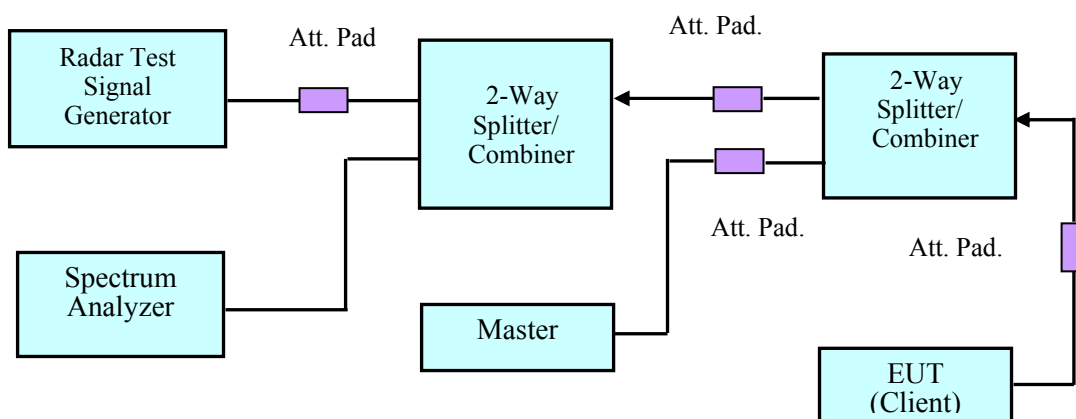 Att. Pad
Att. Pad.
Radar Test
Signal
Generator
2-Way
Splitter/
Combiner
2-Way
Splitter/
Combiner
Att. Pad.
Att. Pad.
Spectrum
Analyzer
Master
EUT
(Client)